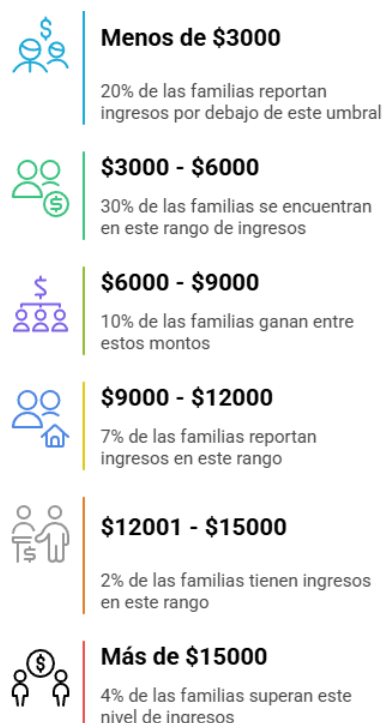 Menos de $3000
20% de las familias reportan
ingresos por debajo de este umbral
$3000 - $6000
30% de las familias se encuentran
en este rango de ingresos
$6000 - $9000
10% de las familias ganan entre
estos montos
$9000 - $12000
7% de las familias reportan
ingresos en este rango
$12001 - $15000
2% de las familias tienen ingresos
en este rango
Más de $15000
4% de las familias superan este
nivel de ingresos